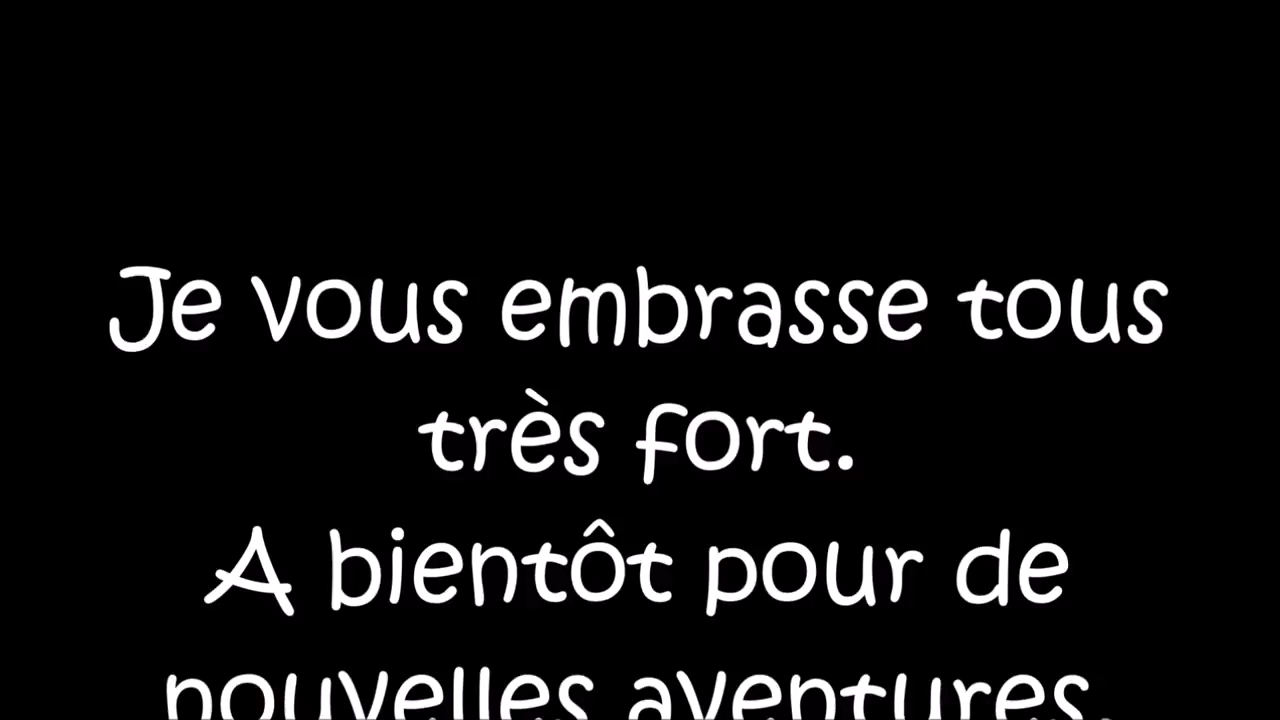 Je vous embrasse tous
très fort.
A bientôt pour de
nouvelles aventures.